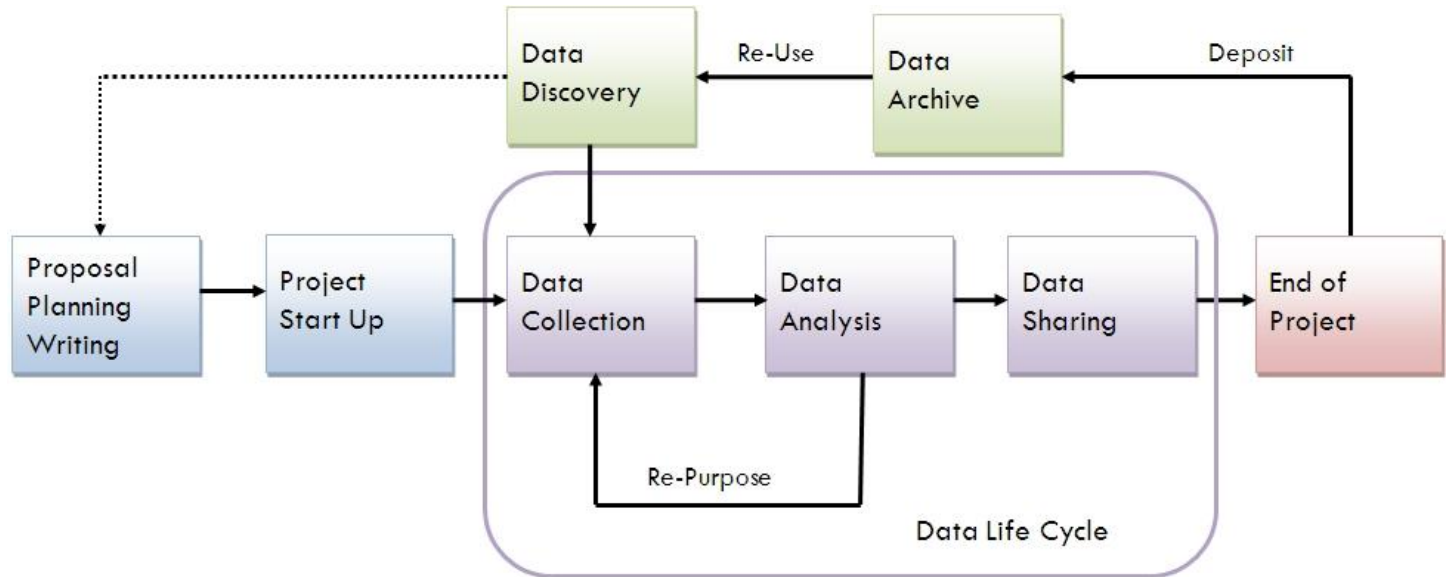 Data
Discovery
Re-Use
Data
Archive
Deposit
Proposal
Planning
Writing
Project
Start Up
Data
Collection
Data
Analysis
Data
Sharing
End of
Project
Re-Purpose
Data Life Cycle